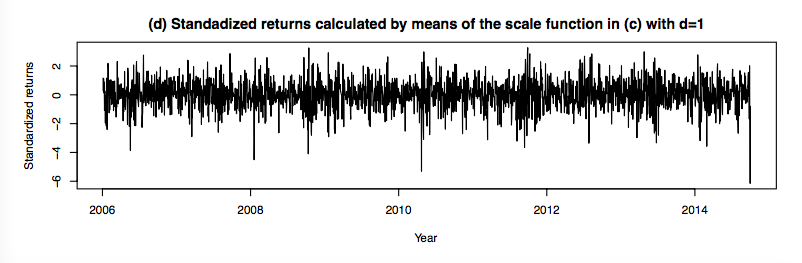 (d) Standadized returns calculated by means of the scale function in (c) with d=1
Standardized returns
2
0
−2
−4
−6
2006 2008 2010 2012 2014
Year